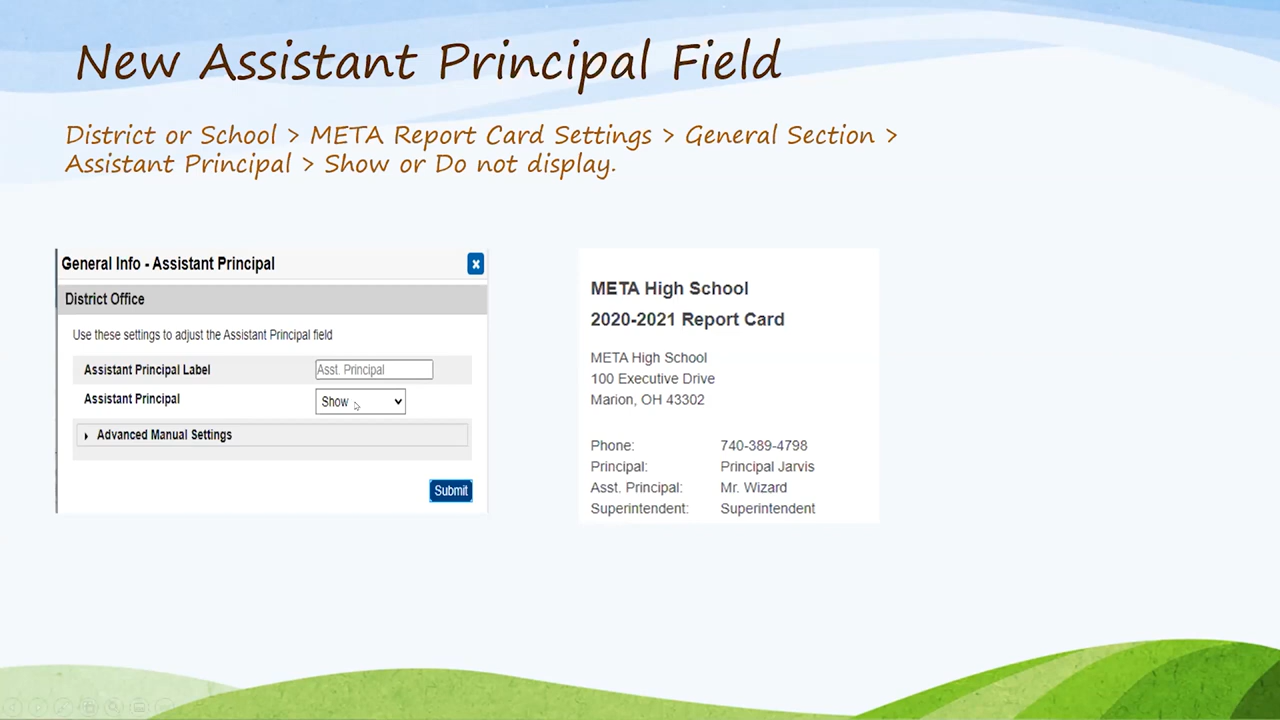 New Assistant Principal Field
District or School > META Report Card Settings > General Section >
Assistant Principal > Show or Do not display.
General Info - Assistant Principal
District Office
Use these settings to adjust the Assistant Principal field
Assistant Principal Label
Asst. Principal
Assistant Principal
Show
Advanced Manual Settings
Submit
META High School
2020-2021 Report Card
META High School
100 Executive Drive
Marion, OH 43302
Phone: 740-389-4798
Principal: Principal Jarvis
Asst. Principal: Mr. Wizard
Superintendent: Superintendent